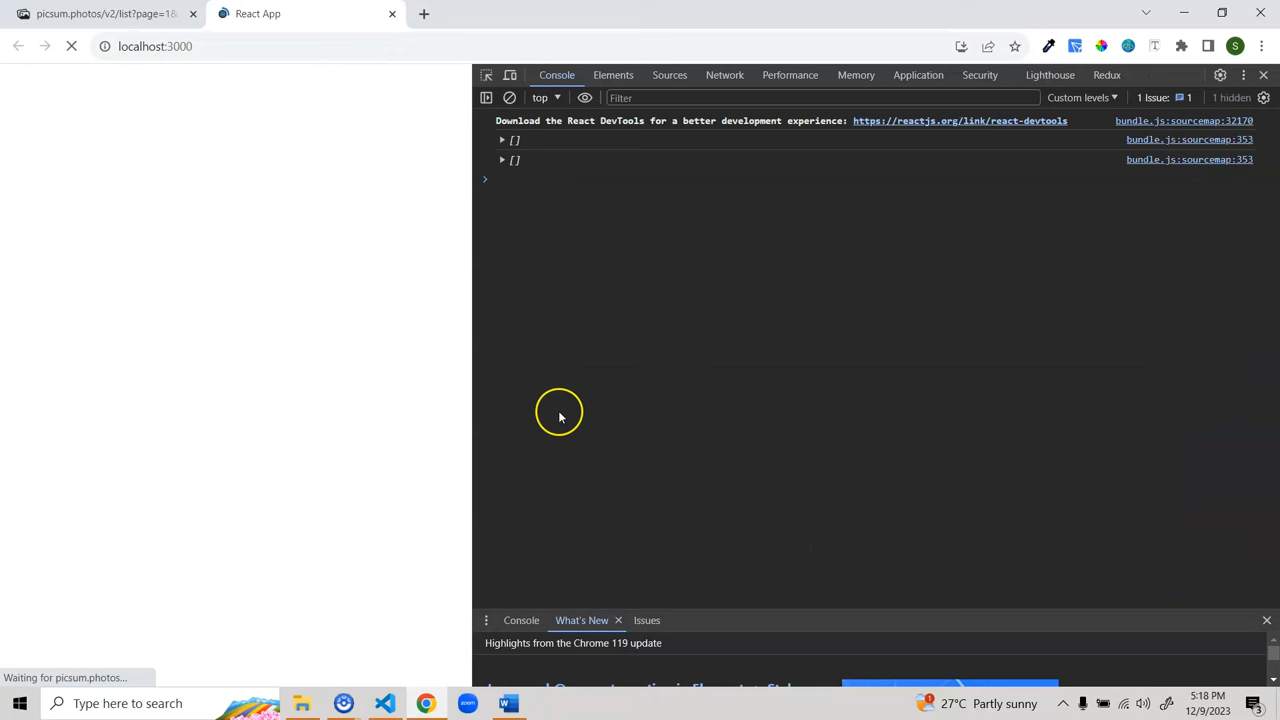 picsum.photos/v2/list?page=1&
React App
localhost:3000
S
Console
Elements
Sources
Network
Performance
Memory
Application
Security
Lighthouse
Redux
top
Filter
Custom levels
1 Issue:
1
1 hidden
Download the React DevTools for a better development experience: https://reactjs.org/link/react-devtools
bundle.js:sourcemap:32170
[]
bundle.js:sourcemap:353
[]
bundle.js:sourcemap:353
Console
What's New
Issues
Highlights from the Chrome 119 update
Waiting for picsum.photos...
Type here to search
zoom
27°C Partly sunny
5:18 PM
12/9/2023
3